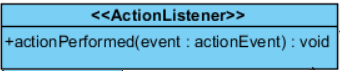 <<ActionListener>>
+actionPerformed(event : actionEvent) : void